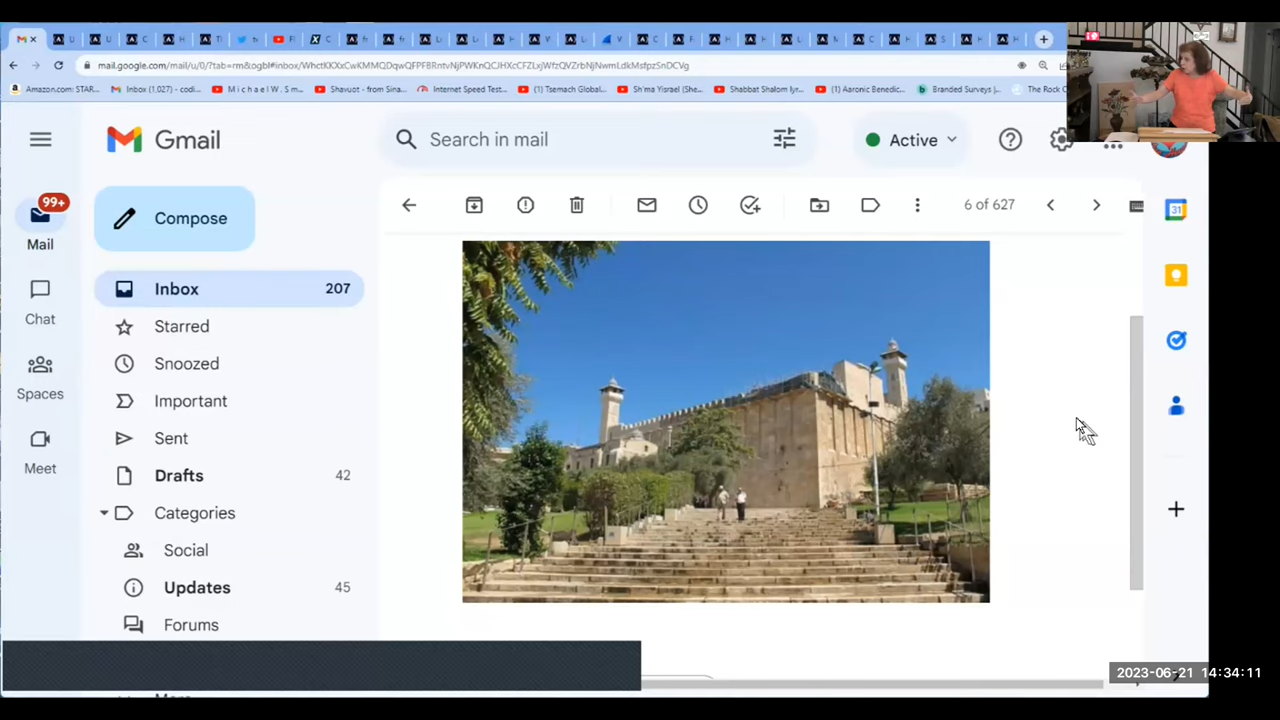 mail.google.com/mail/u/0/?tab=rm&ogbl#inbox/
Amazon.com: STAR...
Inbox (1,027) - codi...
M i c h a e l W . S m...
Shavuot - from Sina...
Internet Speed Test...
(1) Tsemach Global...
Sh'ma Yisrael (She...
Shabbat Shalom Iyr...
(1) Aaronic Benedic...
Branded Surveys |...
The Rock
Gmail
Search in mail
Active
99+
Mail
Compose
6 of 627
31
Inbox 207
Chat
Starred
Snoozed
Spaces
Important
Sent
Meet
Drafts 42
Categories
Social
Updates 45
Forums
2023-06-21 14:34:11